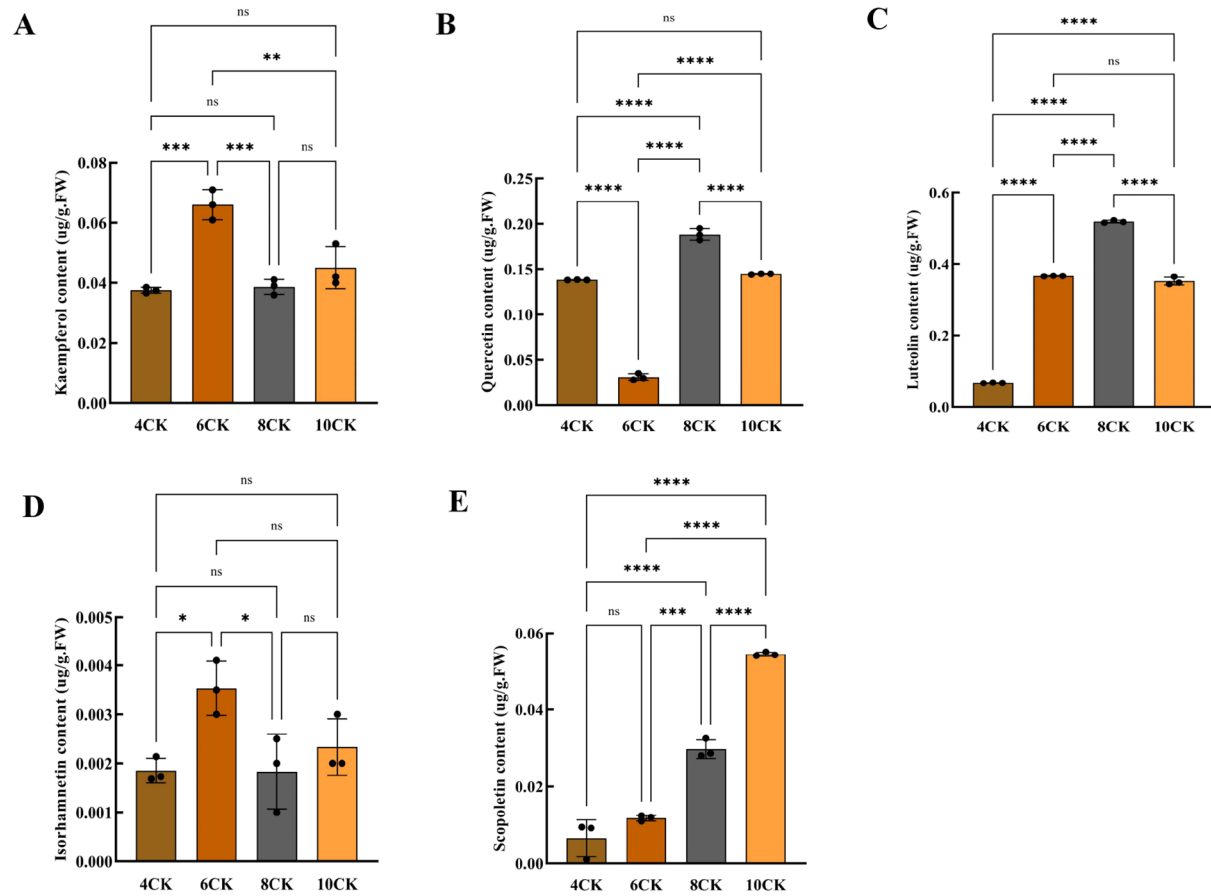 A
ns
**
ns
***
***
ns
Kaempferol content (ug/g.FW)
0.08
0.06
0.04
0.02
0.00
4CK 6CK 8CK 10CK
B
ns
****
****
****
****
****
Quercetin content (ug/g.FW)
0.25
0.20
0.15
0.10
0.05
0.00
4CK 6CK 8CK 10CK
C
****
ns
****
****
****
****
Luteolin content (ug/g.FW)
0.6
0.4
0.2
0.0
4CK 6CK 8CK 10CK
D
ns
ns
ns
*
*
ns
Isorhamnetin content (ug/g.FW)
0.005
0.004
0.003
0.002
0.001
0.000
4CK 6CK 8CK 10CK
E
****
****
****
ns
***
****
Scopoletin content (ug/g.FW)
0.06
0.04
0.02
0.00
4CK 6CK 8CK 10CK